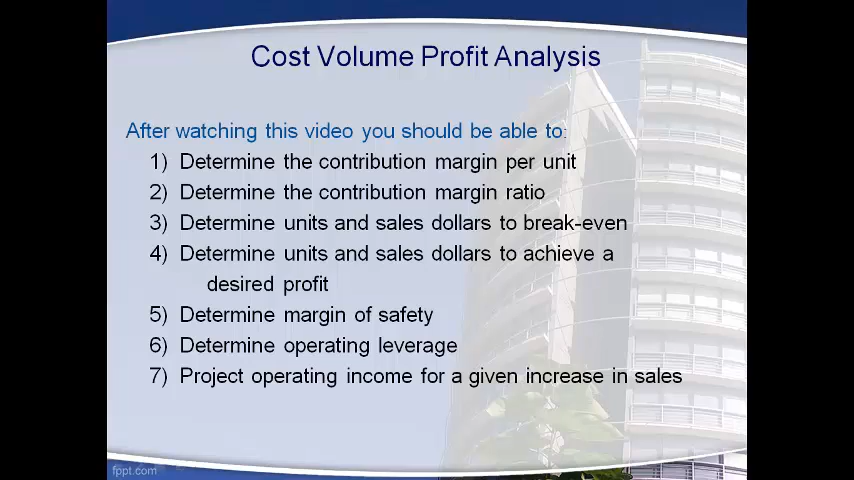 Cost Volume Profit Analysis
After watching this video you should be able to:
1) Determine the contribution margin per unit
2) Determine the contribution margin ratio
3) Determine units and sales dollars to break-even
4) Determine units and sales dollars to achieve a
desired profit
5) Determine margin of safety
6) Determine operating leverage
7) Project operating income for a given increase in sales
fppt.com